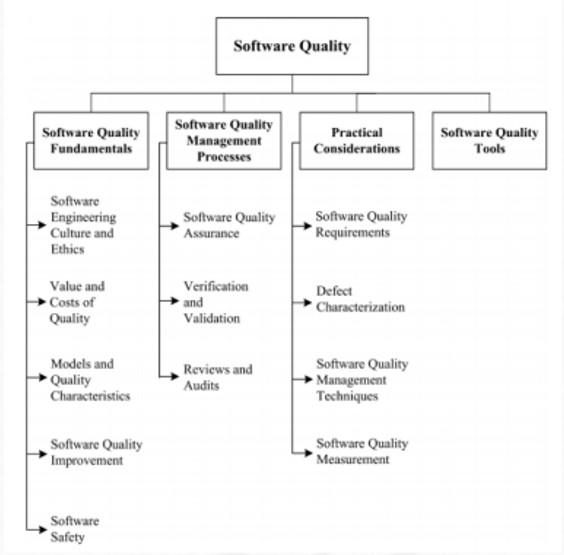 Software Quality
Software Quality
Fundamentals
Software
Engineering
Culture and
Ethics
Value and
Costs of
Quality
Models and
Quality
Characteristics
Software Quality
Improvement
Software
Safety
Software Quality
Management
Processes
Software Quality
Assurance
Verification
and
Validation
Reviews and
Audits
Practical
Considerations
Software Quality
Requirements
Defect
Characterization
Software Quality
Management
Techniques
Software Quality
Measurement
Software Quality
Tools